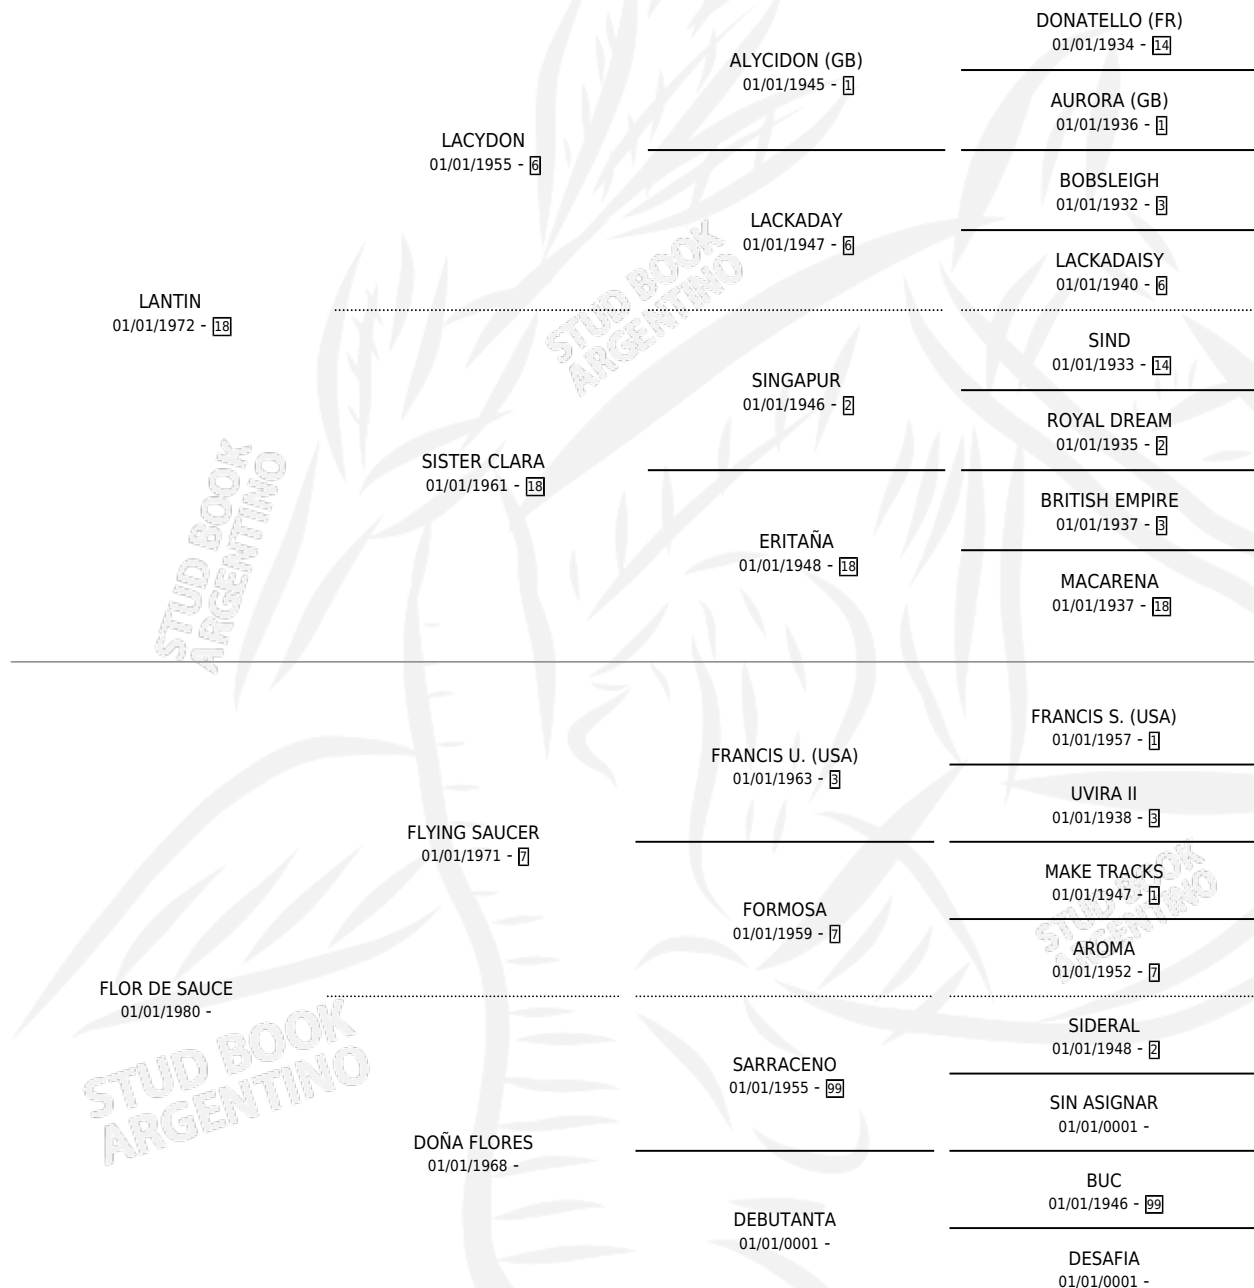 DONATELLO (FR)
01/01/1934 - 14
ALYCIDON (GB)
01/01/1945 - 1
AURORA (GB)
01/01/1936 - 1
LACYDON
01/01/1955 - 6
BOBSLEIGH
01/01/1932 - 3
LACKADAY
01/01/1947 - 6
LACKADAISY
01/01/1940 - 6
LANTIN
01/01/1972 - 18
SIND
01/01/1933 - 14
SINGAPUR
01/01/1946 - 2
ROYAL DREAM
01/01/1935 - 2
SISTER CLARA
01/01/1961 - 18
BRITISH EMPIRE
01/01/1937 - 3
ERITAÑA
01/01/1948 - 18
MACARENA
01/01/1937 - 18
FRANCIS S. (USA)
01/01/1957 - 1
FRANCIS U. (USA)
01/01/1963 - 3
UVIRA II
01/01/1938 - 3
FLYING SAUCER
01/01/1971 - 7
MAKE TRACKS
01/01/1947 - 1
FORMOSA
01/01/1959 - 7
AROMA
01/01/1952 - 7
FLOR DE SAUCE
01/01/1980 -
SIDERAL
01/01/1948 - 2
SARRACENO
01/01/1955 - 99
SIN ASIGNAR
01/01/0001 -
DOÑA FLORES
01/01/1968 -
BUC
01/01/1946 - 99
DEBUTANTA
01/01/0001 -
DESAFIA
01/01/0001 -
STUD BOOK
ARGENTINO
STUD BOOK
ARGENTINO
STUD BOOK
ARGENTINO
STUD BOOK
ARGENTINO